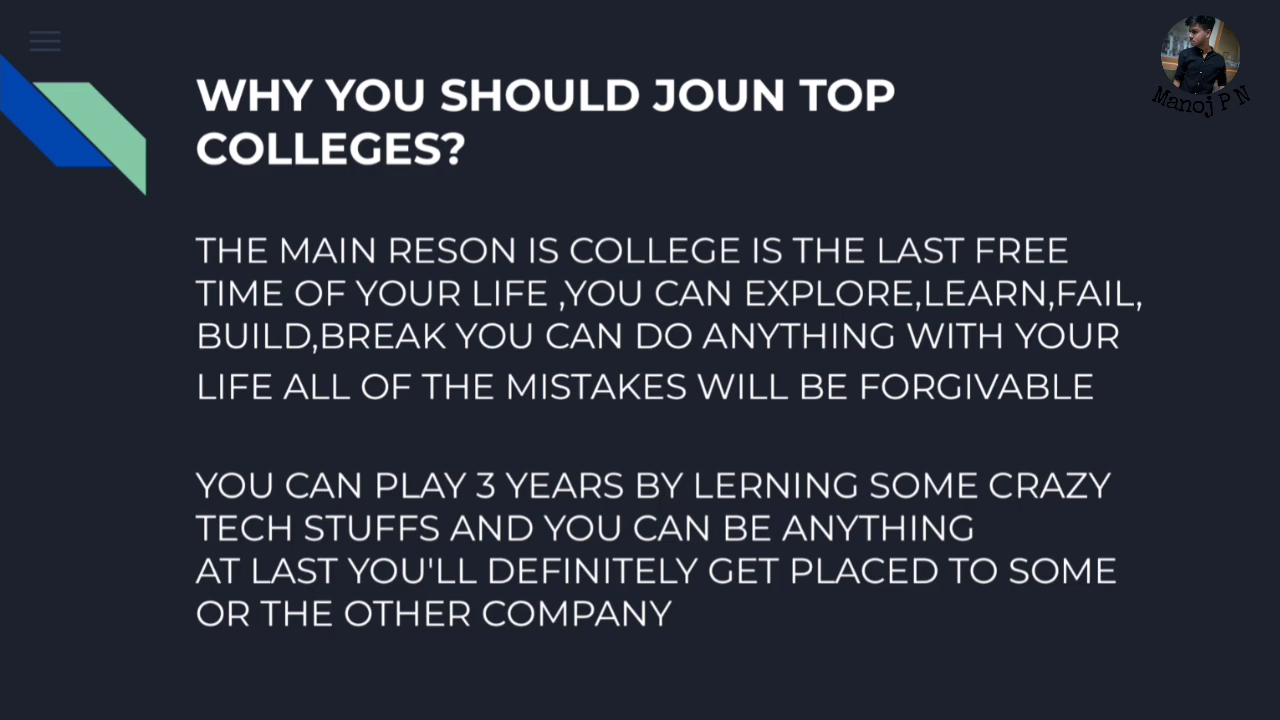 WHY YOU SHOULD JOUN TOP
COLLEGES?
THE MAIN RESON IS COLLEGE IS THE LAST FREE
TIME OF YOUR LIFE ,YOU CAN EXPLORE,LEARN,FAIL,
BUILD,BREAK YOU CAN DO ANYTHING WITH YOUR
LIFE ALL OF THE MISTAKES WILL BE FORGIVABLE
YOU CAN PLAY 3 YEARS BY LERNING SOME CRAZY
TECH STUFFS AND YOU CAN BE ANYTHING
AT LAST YOU'LL DEFINITELY GET PLACED TO SOME
OR THE OTHER COMPANY
Manoj P N